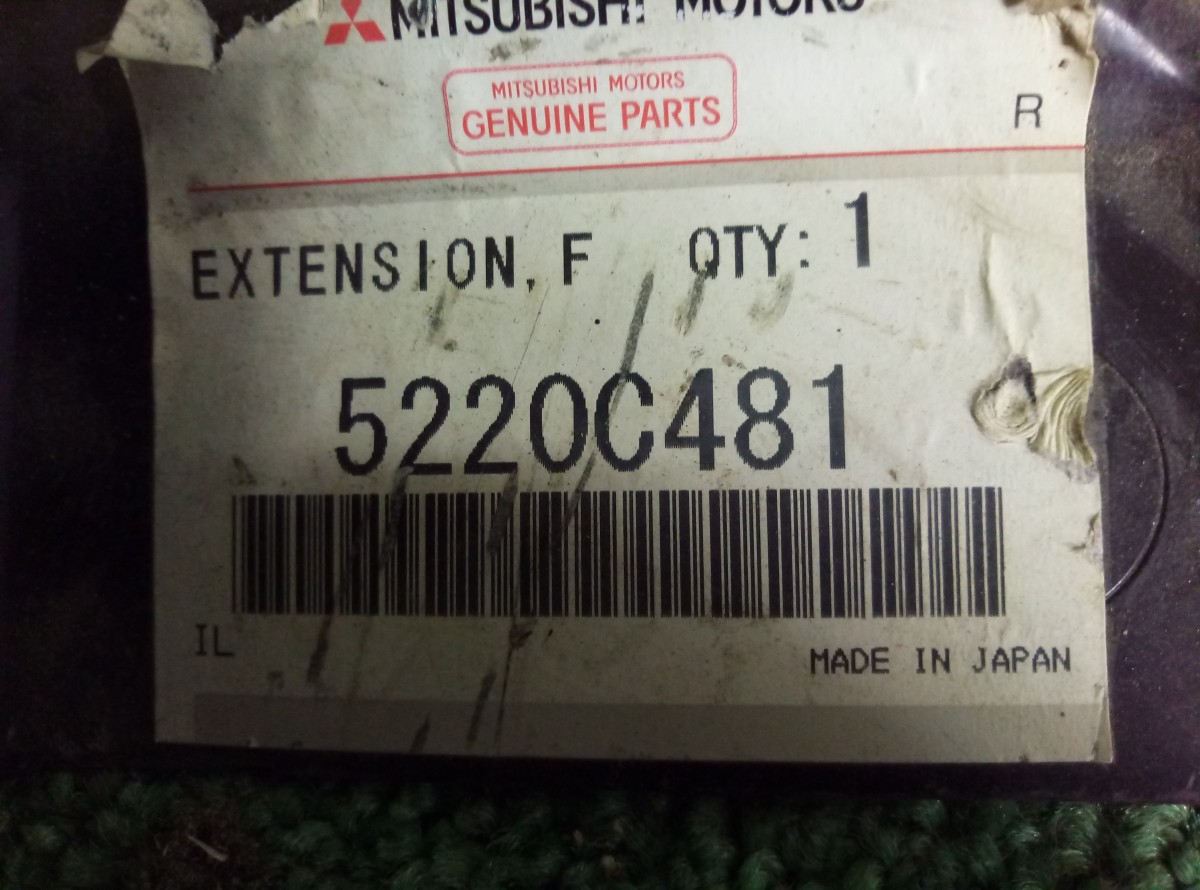 MITSUBISHI MOTORS
MITSUBISHI MOTORS
GENUINE PARTS
R
EXTENSION, F QTY: 1
5220C481
IL
MADE IN JAPAN